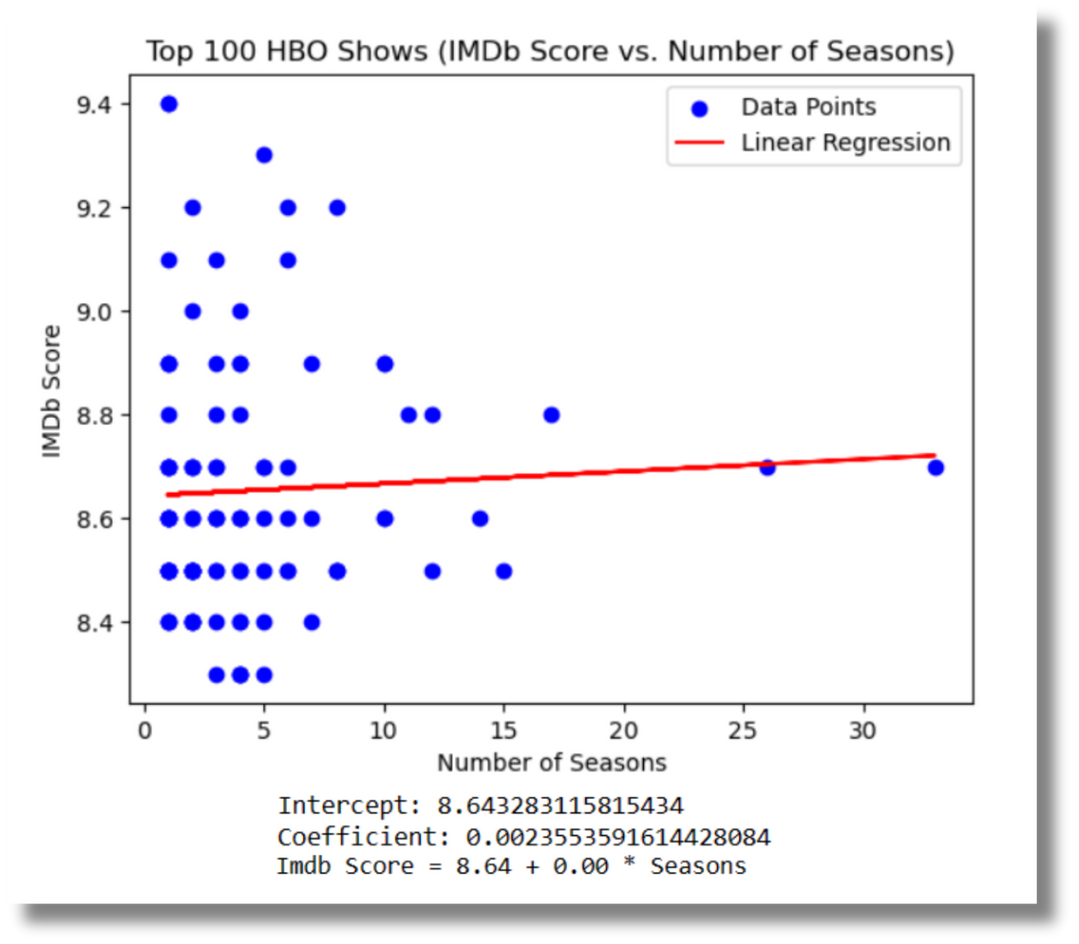 Top 100 HBO Shows (IMDb Score vs. Number of Seasons)
Data Points
Linear Regression
9.4
9.2
9.0
8.8
8.6
8.4
IMDb Score
0 5 10 15 20 25 30
Number of Seasons
Intercept: 8.643283115815434
Coefficient: 0.0023553591614428084
Imdb Score = 8.64 + 0.00 * Seasons